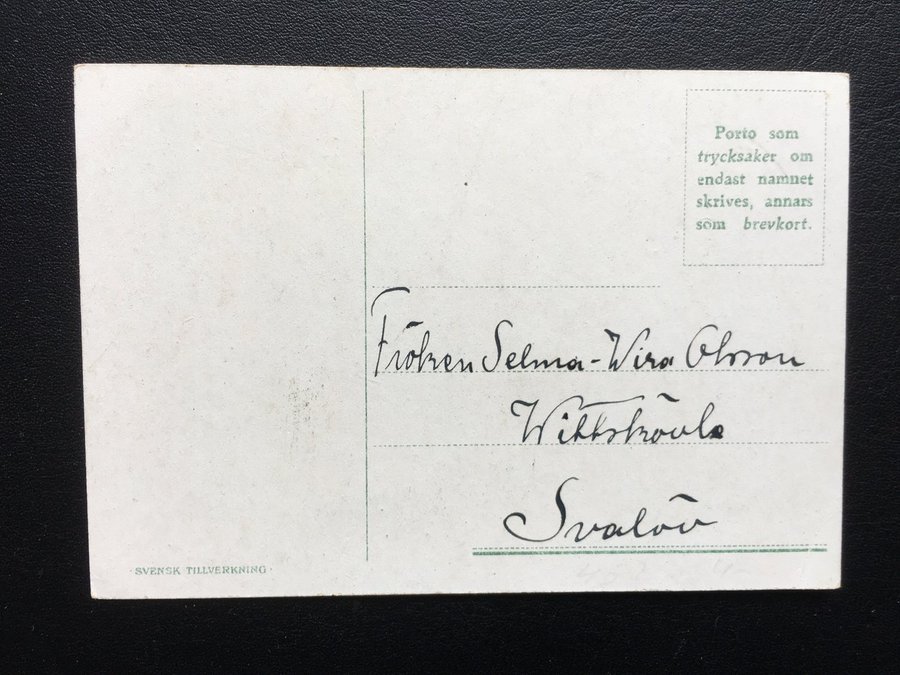 Porto som
trycksaker om
endast namnet
skrives, annars
som brevkort.
Fröken Selma-Wira Olsson
Wittskövle
Svalöv
· SVENSK TILLVERKNING ·